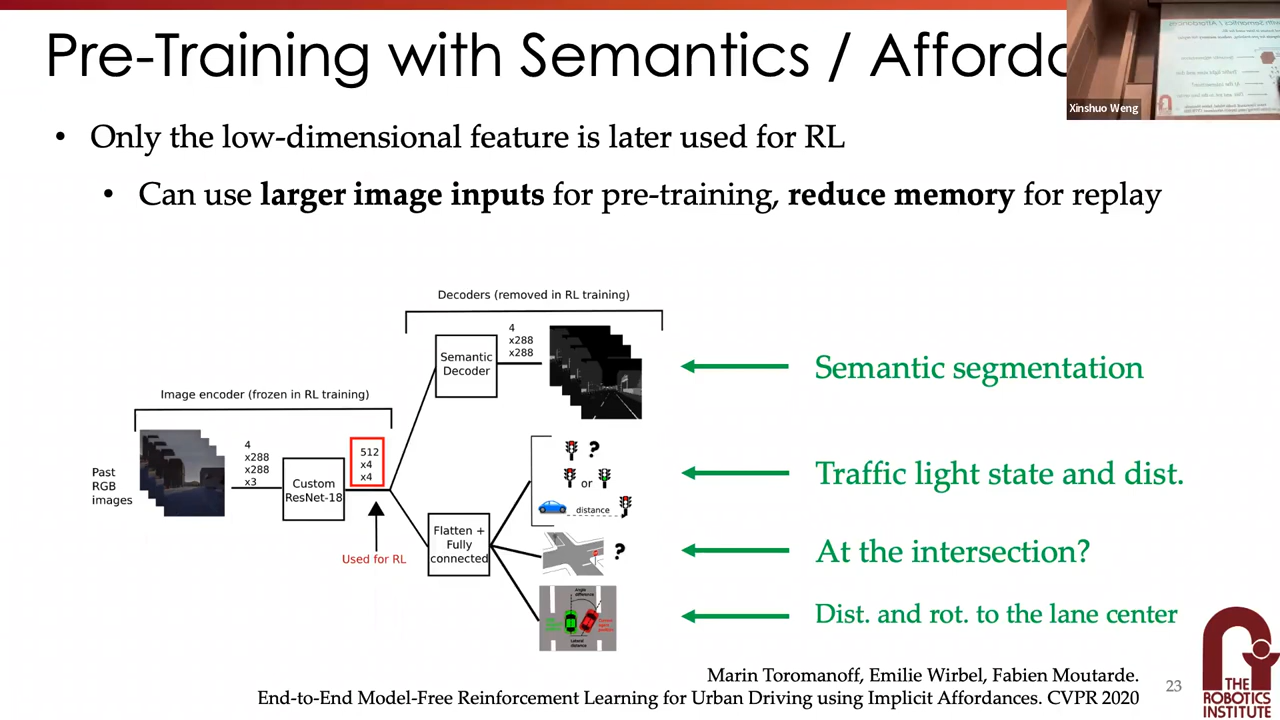 Pre-Training with Semantics / Afforda
Xinshuo Weng
• Only the low-dimensional feature is later used for RL
• Can use larger image inputs for pre-training, reduce memory for replay
Decoders (removed in RL training)
4
x288
x288
Semantic
Decoder
Semantic segmentation
Image encoder (frozen in RL training)
Past
RGB
images
4
x288
x288
x3
Custom
ResNet-18
512
x4
x4
Used for RL
?
or
distance
Traffic light state and dist.
Flatten +
Fully
connected
?
At the intersection?
Angle
difference
Lateral
distance
Dist. and rot. to the lane center
Marin Toromanoff, Emilie Wirbel, Fabien Moutarde.
End-to-End Model-Free Reinforcement Learning for Urban Driving using Implicit Affordances. CVPR 2020
23
THE
ROBOTICS
INSTITUTE